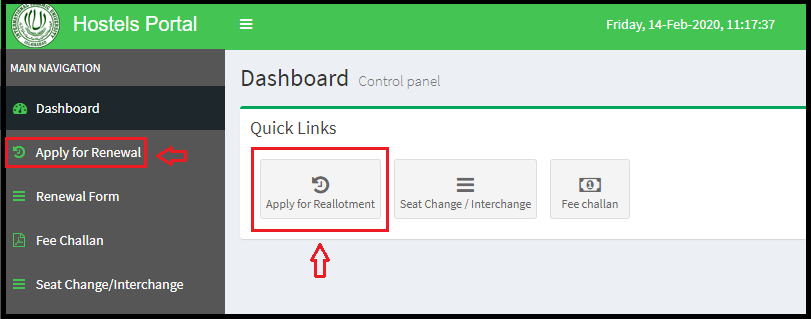 Hostels Portal
Friday, 14-Feb-2020, 11:17:37
MAIN NAVIGATION
Dashboard
Apply for Renewal
Renewal Form
Fee Challan
Seat Change/Interchange
Dashboard Control panel
Quick Links
Apply for Reallotment
Seat Change / Interchange
Fee challan